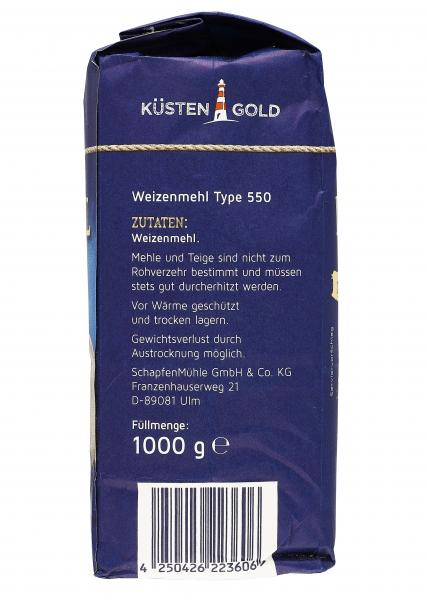 KÜSTEN GOLD
Weizenmehl Type 550
ZUTATEN:
Weizenmehl.
Mehle und Teige sind nicht zum
Rohverzehr bestimmt und müssen
stets gut durcherhitzt werden.
Vor Wärme geschützt
und trocken lagern.
Gewichtsverlust durch
Austrocknung möglich.
SchapfenMühle GmbH & Co. KG
Franzenhauserweg 21
D-89081 Ulm
Füllmenge:
1000 g ℮
4 250426 223606